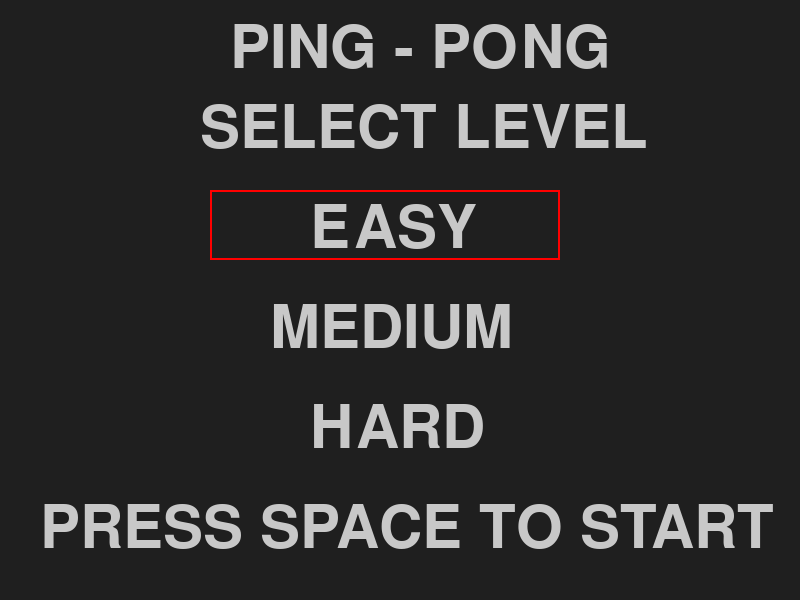 PING - PONG
SELECT LEVEL
EASY
MEDIUM
HARD
PRESS SPACE TO START